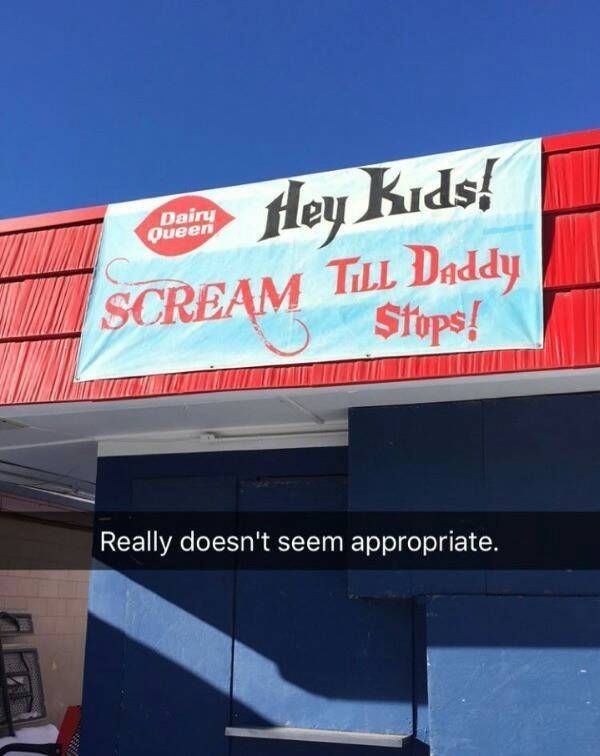 Dairy
Queen
Hey Kids!
SCREAM TILL DADdy
Stops!
Really doesn't seem appropriate.